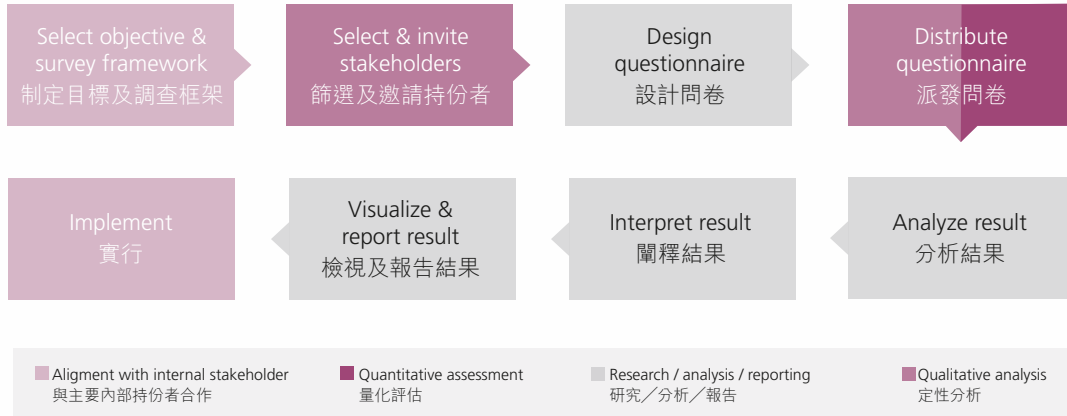 Select objective &
survey framework
制定目標及調查框架
Select & invite
stakeholders
篩選及邀請持份者
Design
questionnaire
設計問卷
Distribute
questionnaire
派發問卷
Implement
實行
Visualize &
report result
檢視及報告結果
Interpret result
闡釋結果
Analyze result
分析結果
Aligment with internal stakeholder
與主要內部持份者合作
Quantitative assessment
量化評估
Research / analysis / reporting
研究／分析／報告
Qualitative analysis
定性分析